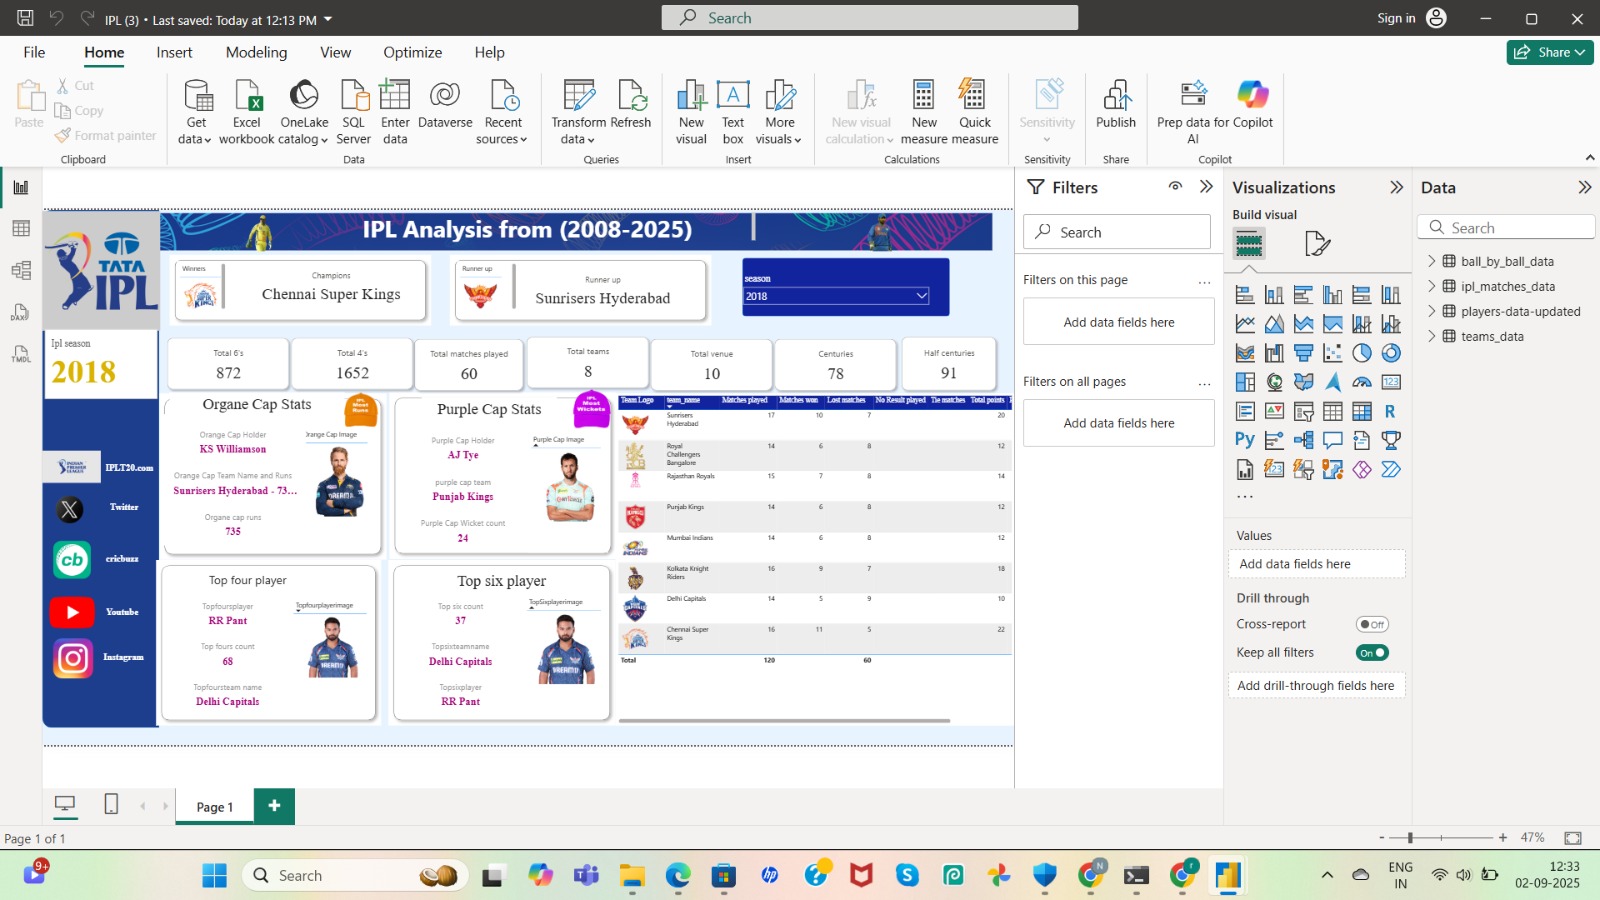 IPL (3) • Last saved: Today at 12:13 PM
Search
Sign in
File
Home
Insert
Modeling
View
Optimize
Help
Share
Paste
Cut
Copy
Format painter
Clipboard
Get data
Excel workbook
OneLake catalog
SQL Server
Enter data
Dataverse
Recent sources
Data
Transform data
Refresh
Queries
New visual
Text box
More visuals
Insert
New visual calculation
New measure
Quick measure
Calculations
Sensitivity
Sensitivity
Publish
Share
Prep data for AI
Copilot
Copilot
TATA
IPL
IPL Analysis from (2008-2025)
Winners
Champions
Chennai Super Kings
Runner up
Runner up
Sunrisers Hyderabad
season
2018
Ipl season
2018
Total 6's
872
Total 4's
1652
Total matches played
60
Total teams
8
Total venue
10
Centuries
78
Half centuries
91
IPLT20.com
Twitter
cb
cricbuzz
Youtube
Instagram
Organe Cap Stats
IPL Most Runs
Orange Cap Holder
KS Williamson
Orange Cap Team Name and Runs
Sunrisers Hyderabad - 73...
Organe cap runs
735
Orange Cap Image
Purple Cap Stats
IPL Most Wickets
Purple Cap Holder
AJ Tye
purple cap team
Punjab Kings
Purple Cap Wicket count
24
Purple Cap Image
Top four player
Topfoursplayer
RR Pant
Top fours count
68
Topfoursteam name
Delhi Capitals
Topfourplayerimage
Top six player
Top six count
37
Topsixteamname
Delhi Capitals
Topsixplayer
RR Pant
TopSixplayerimage
Team Logo team_name Matches played Matches won Lost matches No Result played Tie matches Total points
Sunrisers Hyderabad 17 10 7 20
Royal Challengers Bangalore 14 6 8 12
Rajasthan Royals 15 7 8 14
Punjab Kings 14 6 8 12
Mumbai Indians 14 6 8 12
Kolkata Knight Riders 16 9 7 18
Delhi Capitals 14 5 9 10
Chennai Super Kings 16 11 5 22
Total 120 60
Filters
Search
Filters on this page
...
Add data fields here
Filters on all pages
...
Add data fields here
Visualizations
Build visual
123
R
Py
...
Values
Add data fields here
Drill through
Cross-report
Off
Keep all filters
On
Add drill-through fields here
Data
Search
ball_by_ball_data
ipl_matches_data
players-data-updated
teams_data
DAX
TMDL
Page 1
+
Page 1 of 1
- + 47%
9+
Search
hp
N
r
ENG
IN
12:33
02-09-2025